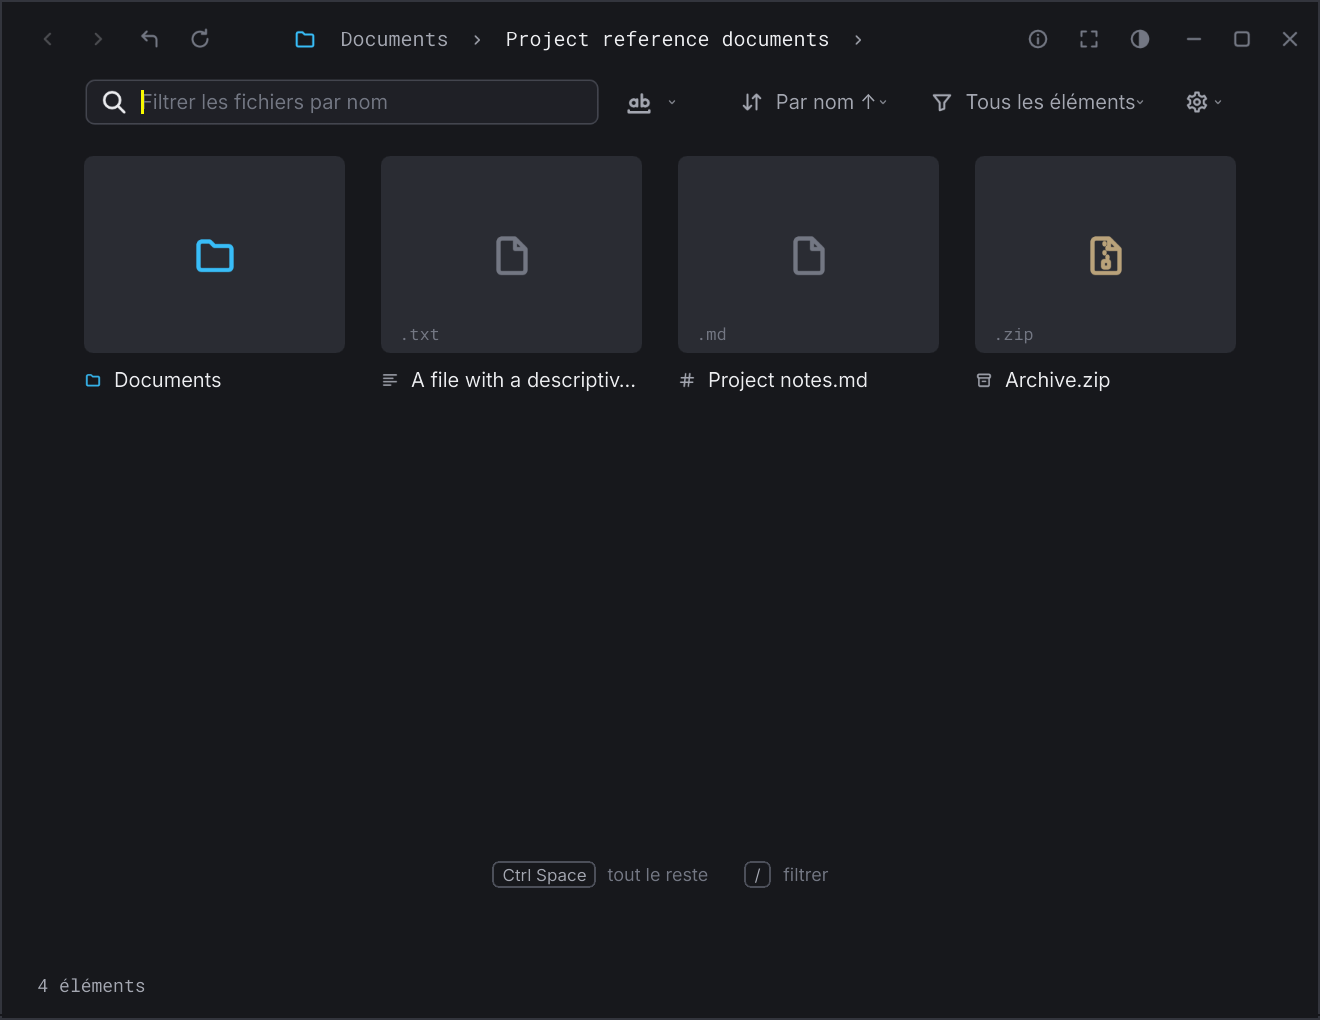 Documents › Project reference documents ›
Filtrer les fichiers par nom
ab
Par nom ↑
Tous les éléments
.txt
.md
.zip
Documents
A file with a descriptiv...
Project notes.md
Archive.zip
Ctrl Space tout le reste / filtrer
4 éléments